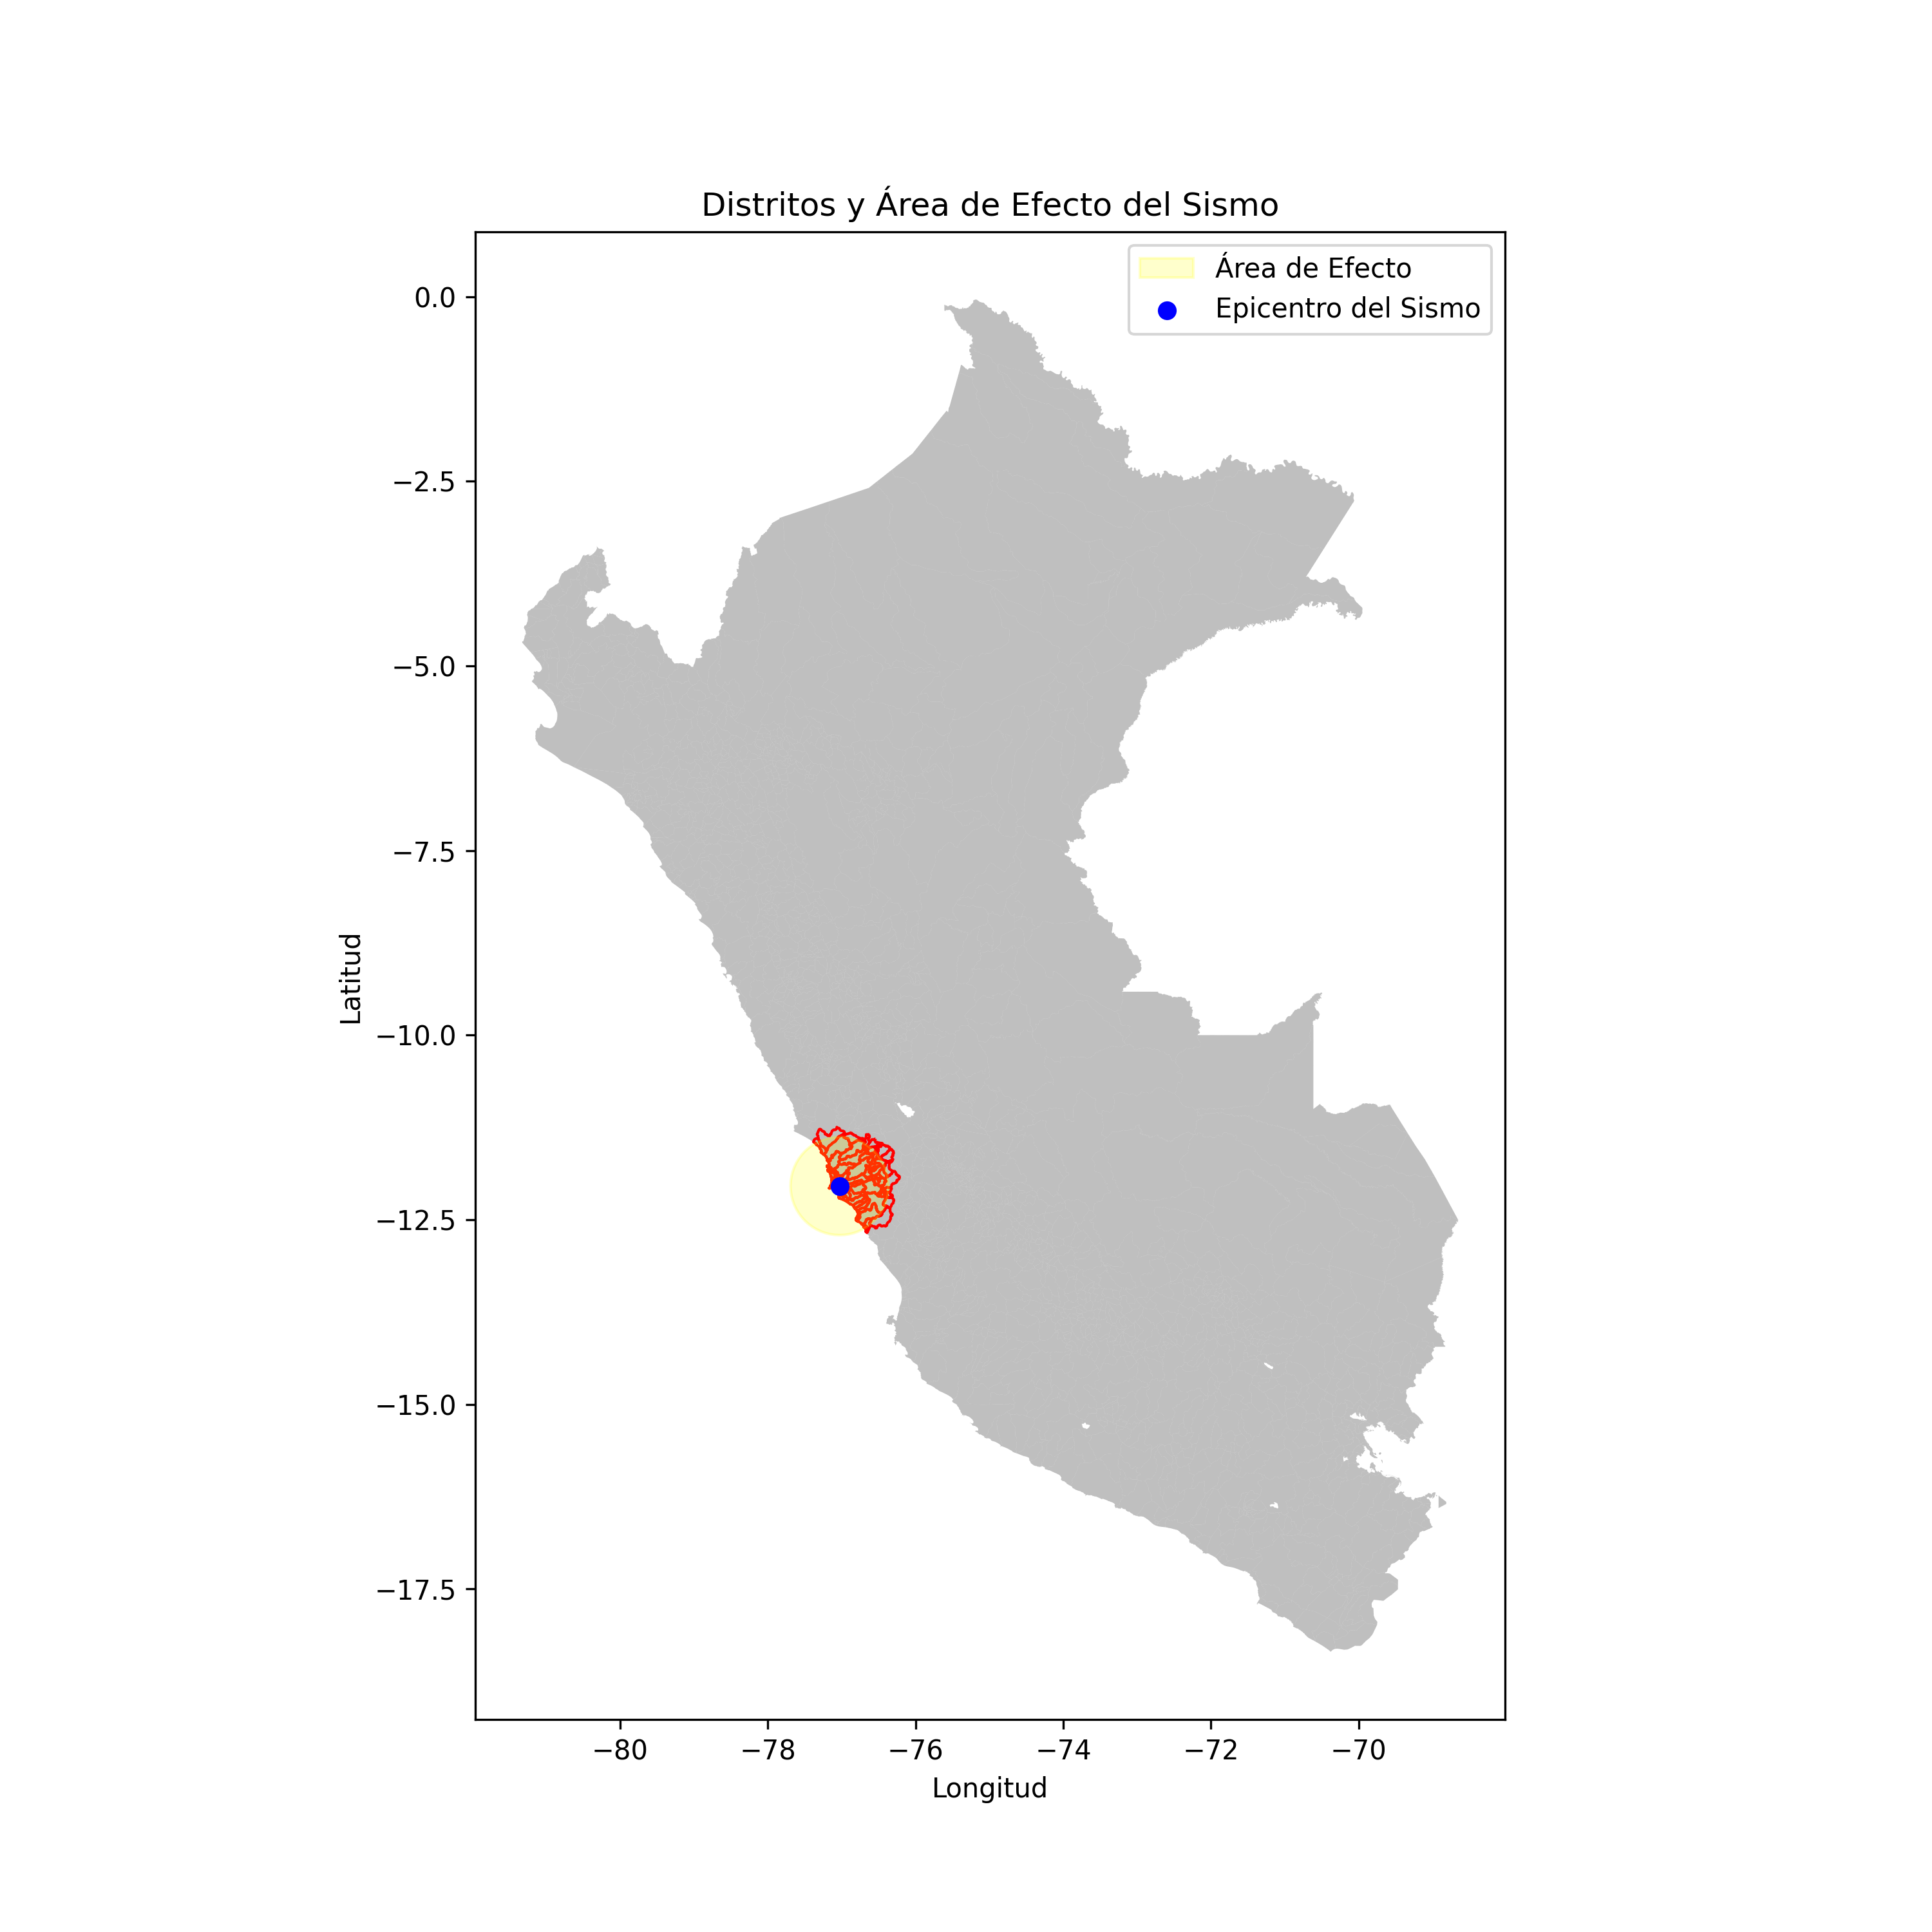 Distritos y Área de Efecto del Sismo
Área de Efecto
Epicentro del Sismo
0.0
−2.5
−5.0
−7.5
−10.0
−12.5
−15.0
−17.5
Latitud
−80 −78 −76 −74 −72 −70
Longitud